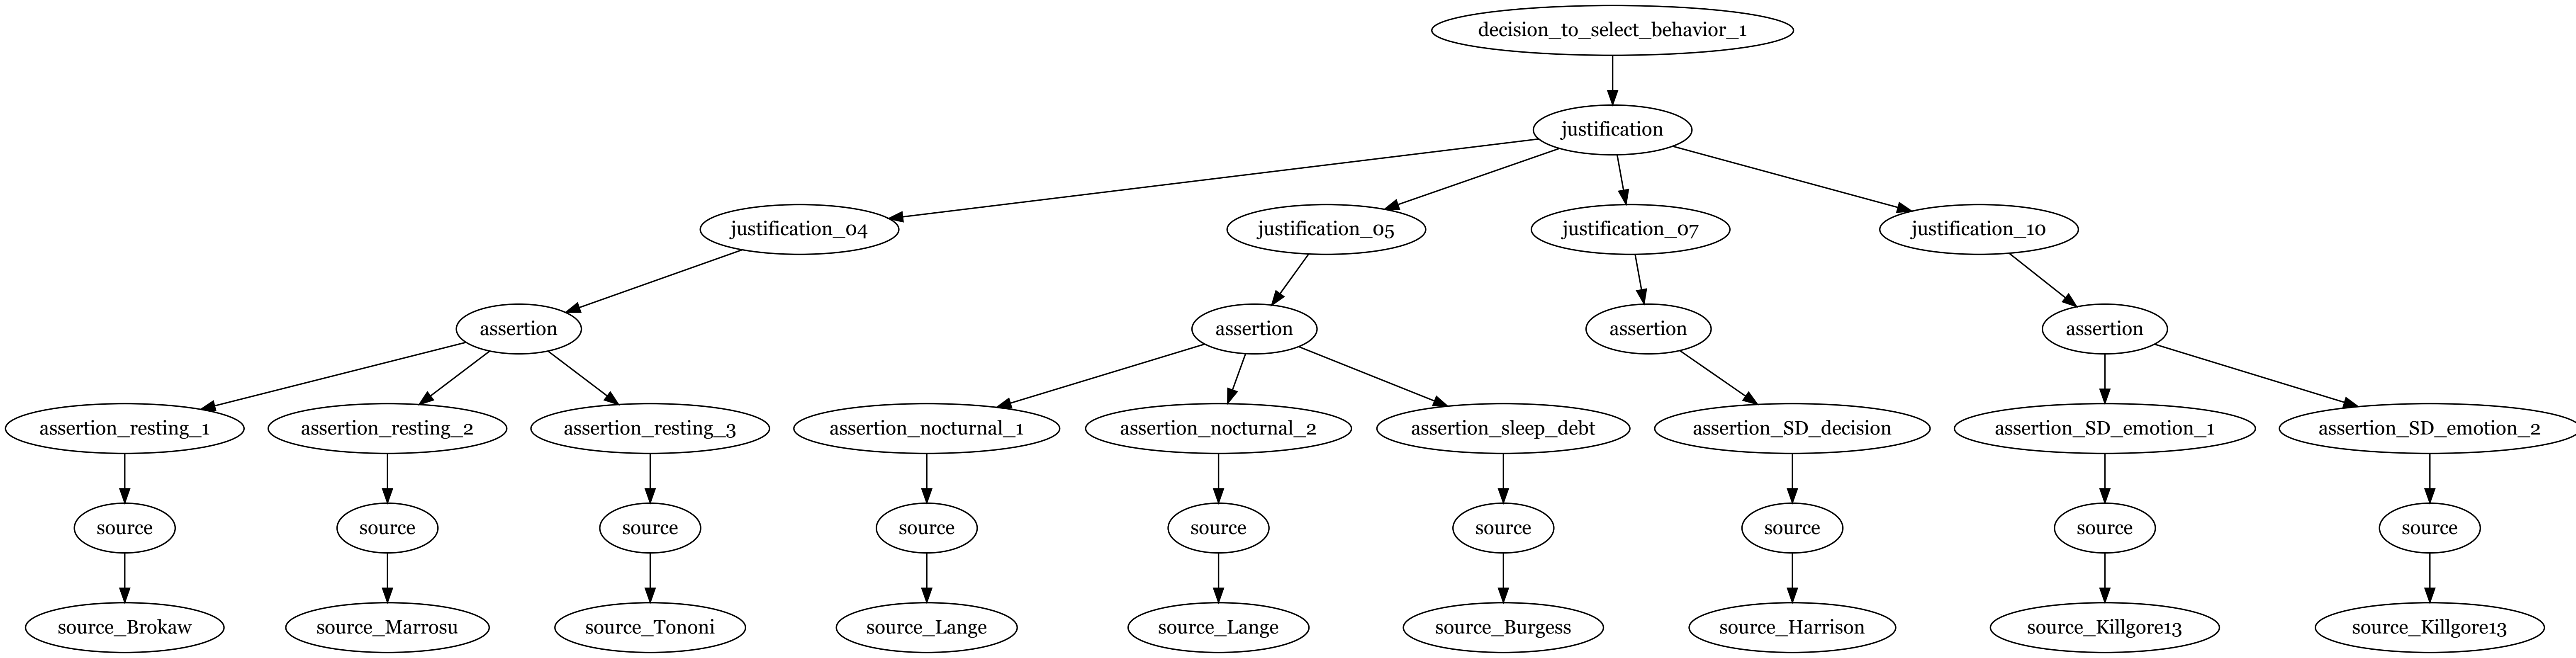 decision_to_select_behavior_1
justification
justification_04
justification_05
justification_07
justification_10
assertion
assertion
assertion
assertion
assertion_resting_1
assertion_resting_2
assertion_resting_3
assertion_nocturnal_1
assertion_nocturnal_2
assertion_sleep_debt
assertion_SD_decision
assertion_SD_emotion_1
assertion_SD_emotion_2
source
source
source
source
source
source
source
source
source
source_Brokaw
source_Marrosu
source_Tononi
source_Lange
source_Lange
source_Burgess
source_Harrison
source_Killgore13
source_Killgore13